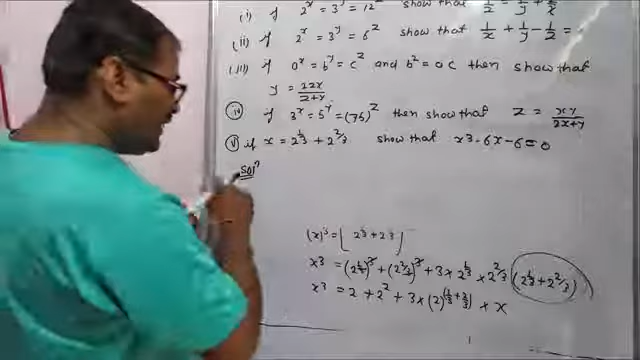 (i) if 2^x = 3^y = 12^z show that 1/z = 1/y + 2/x
(ii) if 2^x = 3^y = 6^z show that 1/x + 1/y - 1/z =
(iii) if a^x = b^y = c^z and b^2 = ac then show that
y = 2zx/z+y
(iv) if 3^x = 5^y = (75)^z then show that z = xy/2x+y
(v) if x = 2^1/3 + 2^2/3 show that x3 - 6x - 6 = 0
Sol^n
(x)^3 = [2^1/3 + 2^2/3]
x3 = (2^1/3)^3 + (2^2/3)^3 + 3 × 2^1/3 × 2^2/3 (2^1/3 + 2^2/3)
x3 = 2 + 2^2 + 3 × (2)^(1/3 + 2/3) × x